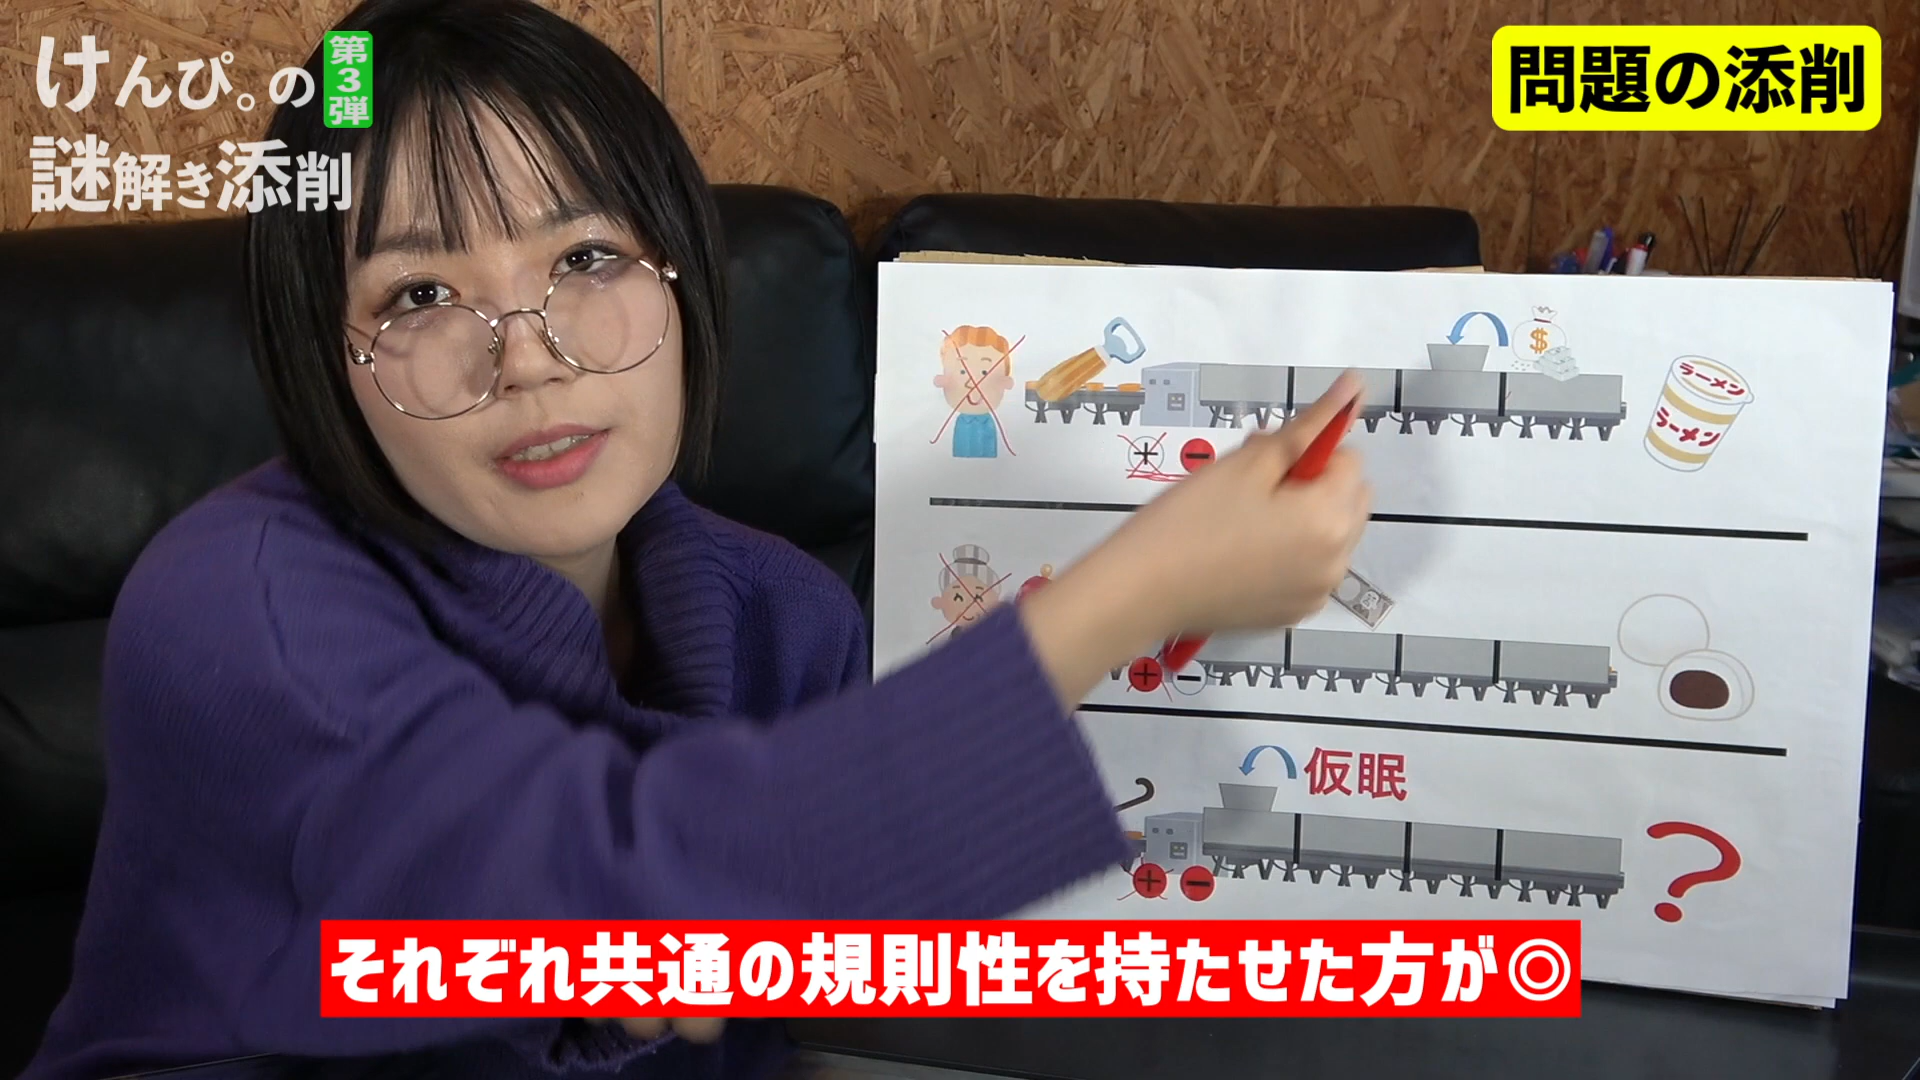 けんぴ。の
第3弾
謎解き添削
問題の添削
$
ラーメン
ラーメン
+ −
+ −
仮眠
+ −
?
それぞれ共通の規則性を持たせた方が◎